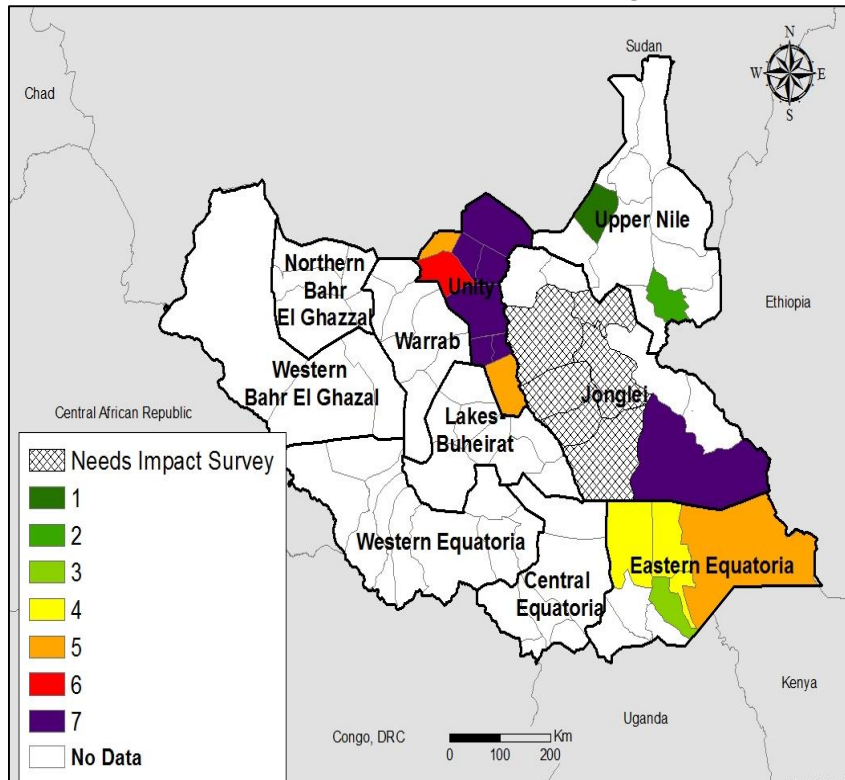 Sudan
N
W E
S
Chad
Upper Nile
Northern
Bahr
El Ghazzal
Unity
Ethiopia
Warrab
Western
Bahr El Ghazal
Jonglei
Central African Republic
Lakes-
Buheirat
Western Equatoria
Eastern Equatoria
Central
Equatoria
Kenya
Uganda
Congo, DRC
Km
0 100 200
Needs Impact Survey
1
2
3
4
5
6
7
No Data